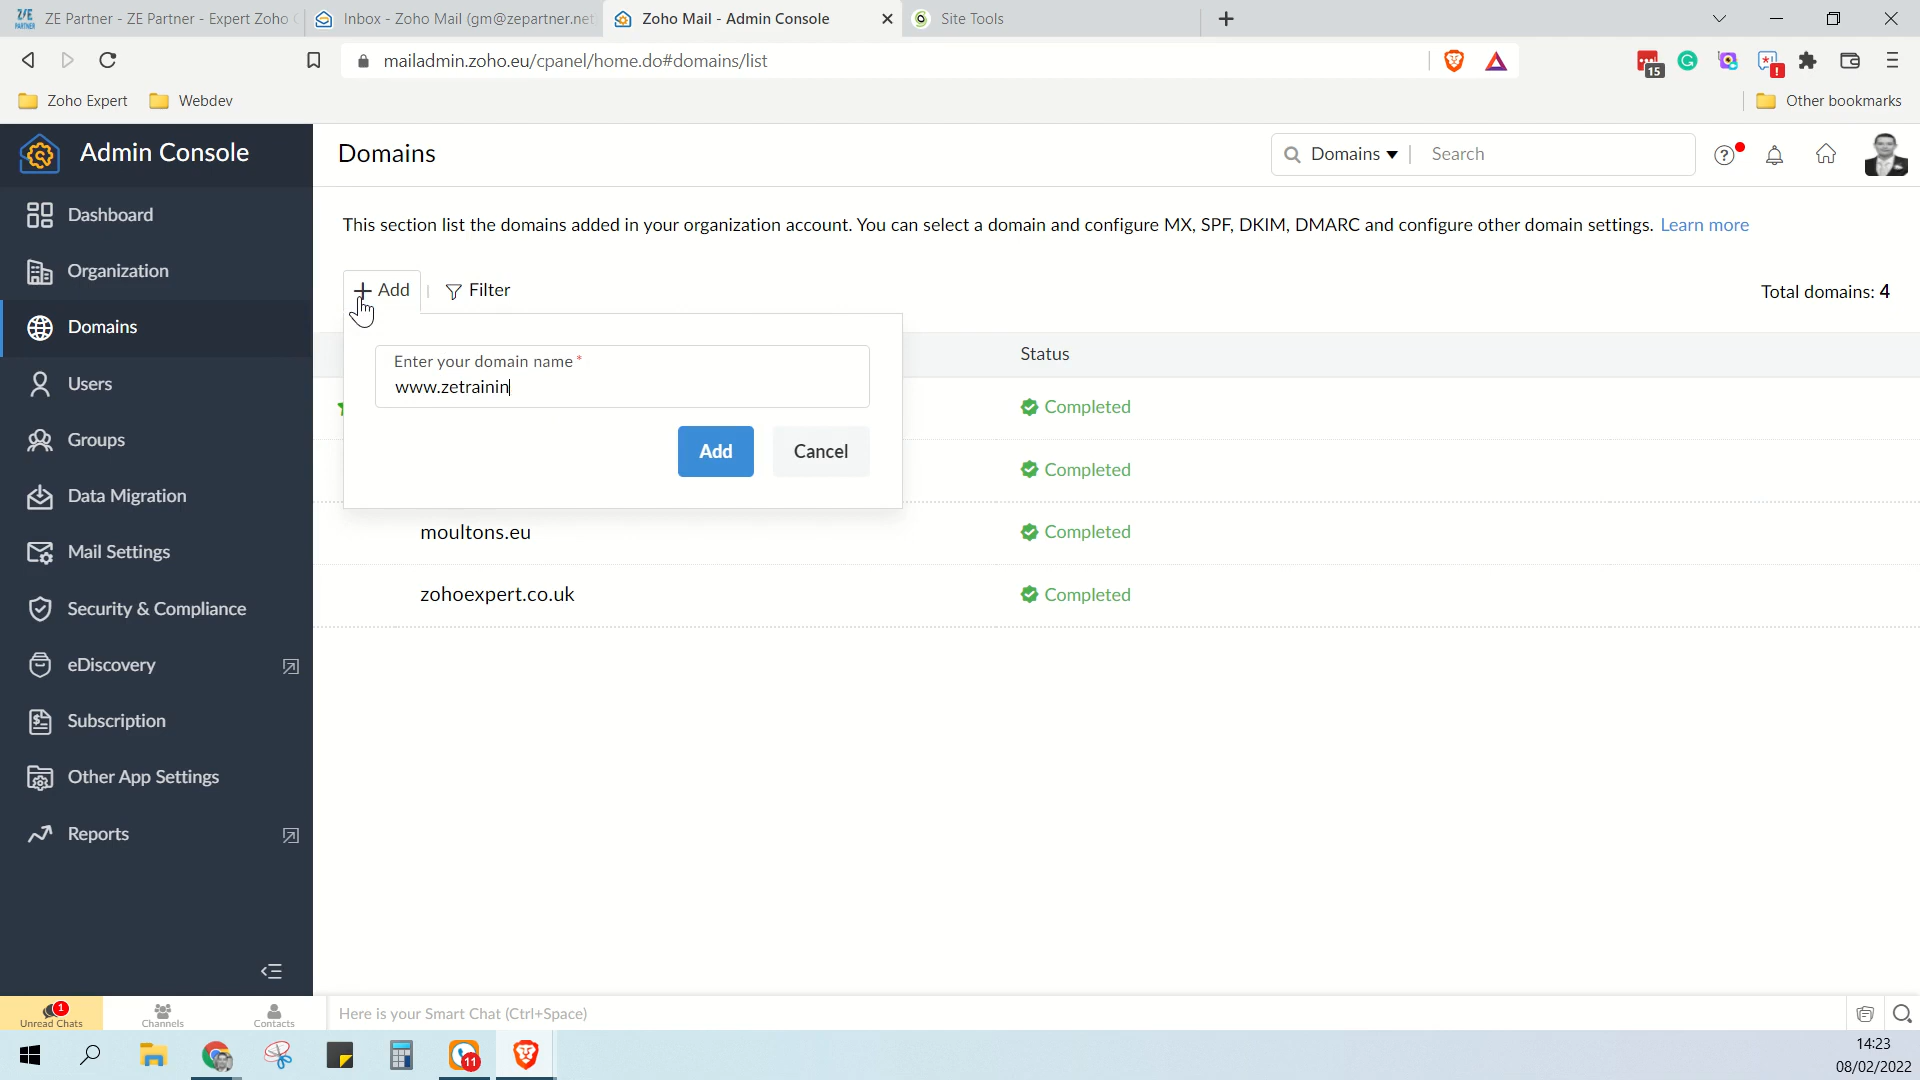 ZE Partner - ZE Partner - Expert Zoho
Inbox - Zoho Mail (gm@zepartner.net
Zoho Mail - Admin Console
Site Tools
mailadmin.zoho.eu/cpanel/home.do#domains/list
15
!
Zoho Expert
Webdev
Other bookmarks
Admin Console
Domains
Domains
Search
This section list the domains added in your organization account. You can select a domain and configure MX, SPF, DKIM, DMARC and configure other domain settings. Learn more
Dashboard
Organization
Domains
Users
Groups
Data Migration
Mail Settings
Security & Compliance
eDiscovery
Subscription
Other App Settings
Reports
Add
Filter
Total domains: 4
Enter your domain name *
www.zetrainin
Add
Cancel
Status
Completed
Completed
moultons.eu
Completed
zohoexpert.co.uk
Completed
1
Unread Chats
Channels
Contacts
Here is your Smart Chat (Ctrl+Space)
11
14:23
08/02/2022